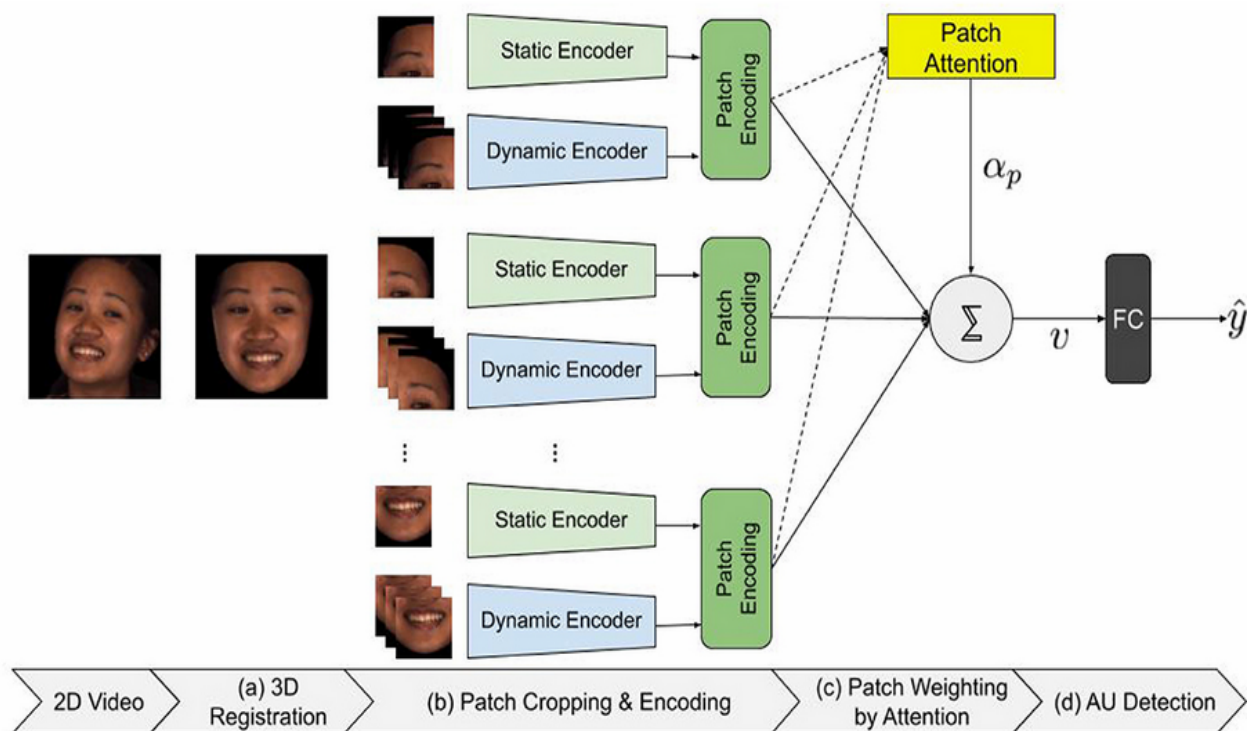 Static Encoder
Dynamic Encoder
Patch
Encoding
Patch
Attention
α_p
Static Encoder
Dynamic Encoder
Patch
Encoding
Σ
v
FC
ŷ
...
...
Static Encoder
Dynamic Encoder
Patch
Encoding
2D Video
(a) 3D
Registration
(b) Patch Cropping & Encoding
(c) Patch Weighting
by Attention
(d) AU Detection